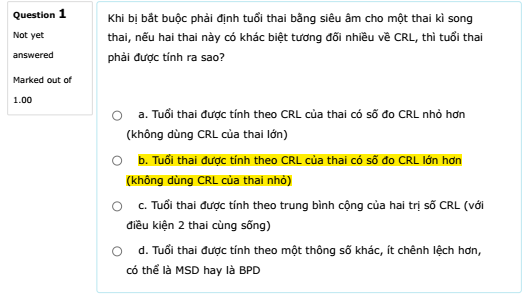 Question 1
Not yet
answered
Marked out of
1.00
Khi bị bắt buộc phải định tuổi thai bằng siêu âm cho một thai kì song
thai, nếu hai thai này có khác biệt tương đối nhiều về CRL, thì tuổi thai
phải được tính ra sao?
a. Tuổi thai được tính theo CRL của thai có số đo CRL nhỏ hơn
(không dùng CRL của thai lớn)
b. Tuổi thai được tính theo CRL của thai có số đo CRL lớn hơn
(không dùng CRL của thai nhỏ)
c. Tuổi thai được tính theo trung bình cộng của hai trị số CRL (với
điều kiện 2 thai cùng sống)
d. Tuổi thai được tính theo một thông số khác, ít chênh lệch hơn,
có thể là MSD hay là BPD